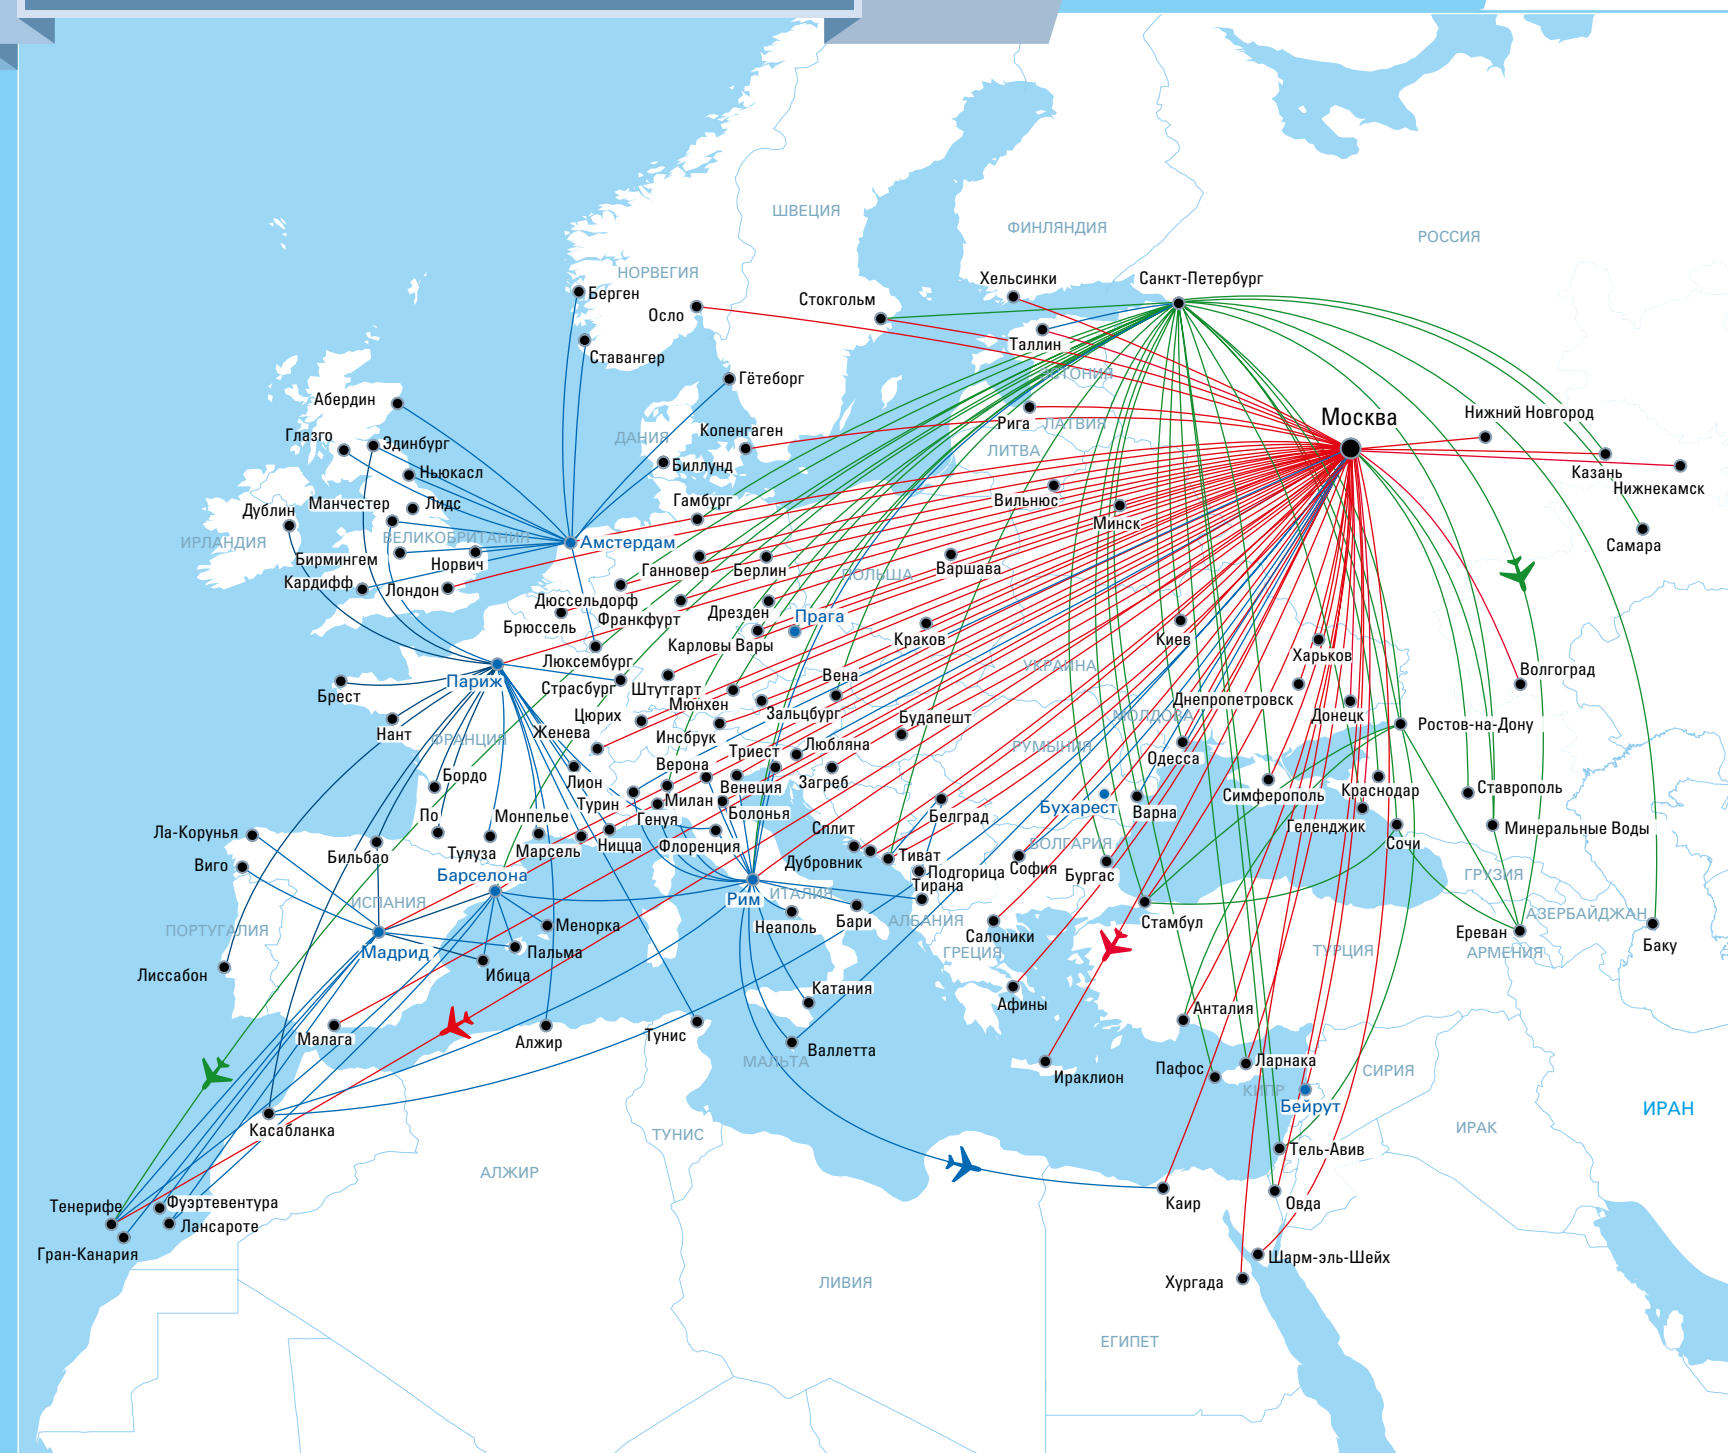 ШВЕЦИЯ
ФИНЛЯНДИЯ
РОССИЯ
НОРВЕГИЯ
Хельсинки
Санкт-Петербург
Берген
Стокгольм
Осло
Таллин
Ставангер
ЭСТОНИЯ
Гётеборг
Абердин
Москва
Нижний Новгород
Рига
ЛАТВИЯ
Глазго
Эдинбург
ДАНИЯ
Копенгаген
ЛИТВА
Биллунд
Ньюкасл
Казань
Нижнекамск
Манчестер
Лидс
Гамбург
Вильнюс
Дублин
Минск
ИРЛАНДИЯ
ВЕЛИКОБРИТАНИЯ
Амстердам
Самара
Бирмингем
Норвич
Ганновер
Берлин
ПОЛЬША
Варшава
Кардифф
Лондон
Дюссельдорф
Брюссель
Франкфурт
Дрезден
Прага
Карловы Вары
Краков
Киев
Харьков
Люксембург
УКРАИНА
Волгоград
Париж
Страсбург
Штутгарт
Вена
Брест
Мюнхен
Днепропетровск
Цюрих
Зальцбург
Будапешт
МОЛДОВА
Донецк
Ростов-на-Дону
Нант
ФРАНЦИЯ
Женева
Инсбрук
Триест
Любляна
РУМЫНИЯ
Одесса
Бордо
Лион
Верона
Загреб
Венеция
Симферополь
Краснодар
Ставрополь
По
Монпелье
Турин
Милан
Генуя
Болонья
Белград
Бухарест
Варна
Геленджик
Минеральные Воды
Ла-Корунья
Бильбао
Тулуза
Марсель
Ницца
Флоренция
Сплит
Дубровник
Тиват
БОЛГАРИЯ
Сочи
Виго
Барселона
Подгорица
София
Бургас
ГРУЗИЯ
Тирана
Рим
ИТАЛИЯ
ИСПАНИЯ
ПОРТУГАЛИЯ
Менорка
Неаполь
Бари
АЛБАНИЯ
Салоники
Стамбул
АЗЕРБАЙДЖАН
Ереван
Баку
Мадрид
Пальма
ГРЕЦИЯ
ТУРЦИЯ
АРМЕНИЯ
Лиссабон
Ибица
Катания
Афины
Анталия
Малага
Алжир
Тунис
Валлетта
МАЛЬТА
Ираклион
Пафос
Ларнака
СИРИЯ
КИПР
Бейрут
ИРАН
Касабланка
ТУНИС
ИРАК
Тель-Авив
АЛЖИР
Тенерифе
Фуэртевентура
Каир
Овда
Лансароте
Гран-Канария
Шарм-эль-Шейх
ЛИВИЯ
Хургада
ЕГИПЕТ